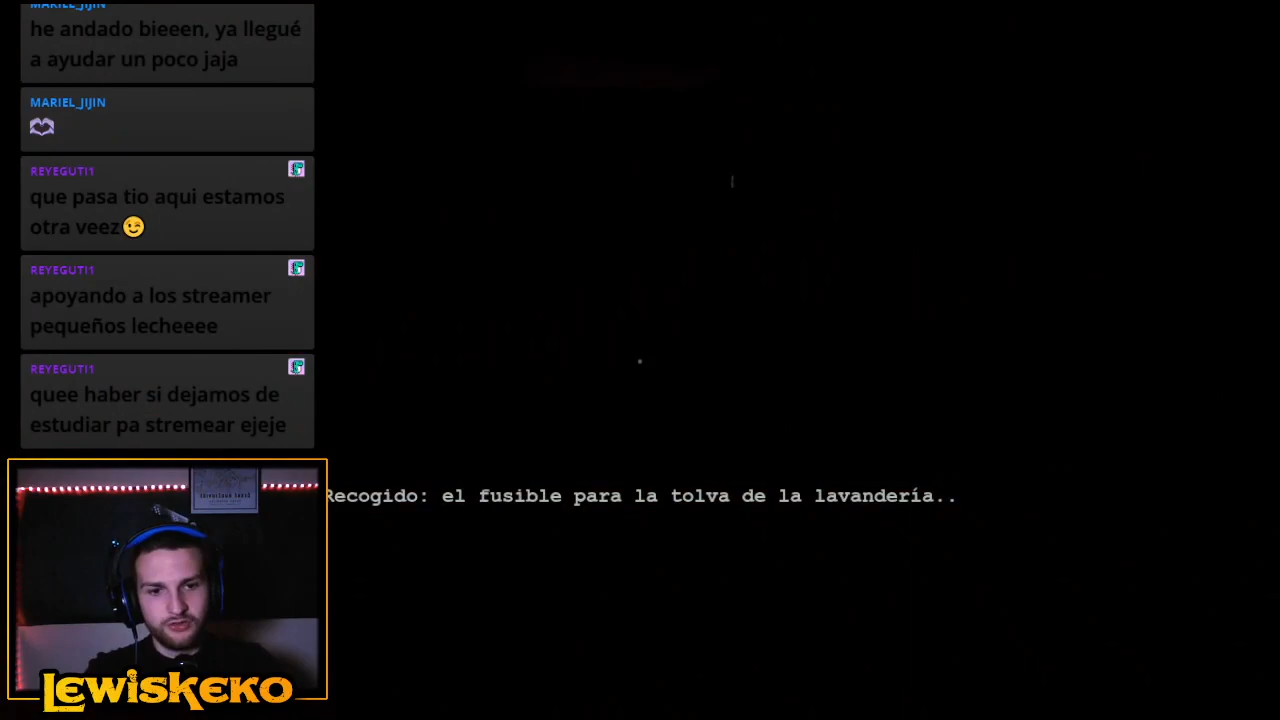 MARIEL_JIJIN
he andado bieeen, ya llegué
a ayudar un poco jaja
MARIEL_JIJIN
REYEGUTI1
que pasa tio aqui estamos
otra veez😉
REYEGUTI1
apoyando a los streamer
pequeños lecheeee
REYEGUTI1
quee haber si dejamos de
estudiar pa stremear ejeje
Recogido: el fusible para la tolva de la lavandería..
LEWISKEKO